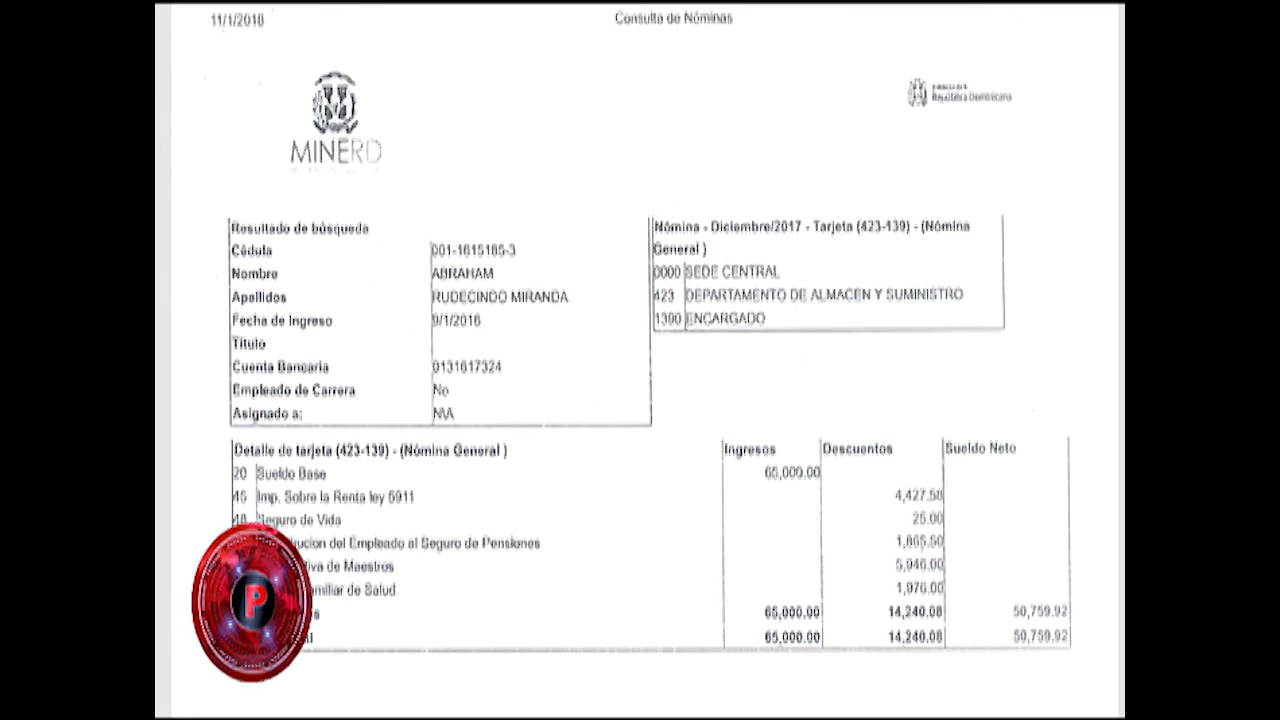 11/1/2018
Consulta de Nóminas
República Dominicana
MINERD
Resultado de búsqueda
Cédula 001-1615185-3
Nombre ABRAHAM
Apellidos RUDECINDO MIRANDA
Fecha de Ingreso 9/1/2016
Título
Cuenta Bancaria 0131617324
Empleado de Carrera No
Asignado a: N\A
Nómina - Diciembre/2017 - Tarjeta (423-139) - (Nómina
General )
0000 SEDE CENTRAL
423 DEPARTAMENTO DE ALMACEN Y SUMINISTRO
1390 ENCARGADO
Detalle de tarjeta (423-139) - (Nómina General ) Ingresos Descuentos Sueldo Neto
20 Sueldo Base 65,000.00
45 Imp. Sobre la Renta ley 5911 4,427.58
48 Seguro de Vida 25.00
bucion del Empleado al Seguro de Pensiones 1,865.50
tiva de Maestros 5,946.00
amiliar de Salud 1,976.00
s 65,000.00 14,240.08 50,759.92
al 65,000.00 14,240.08 50,759.92
P